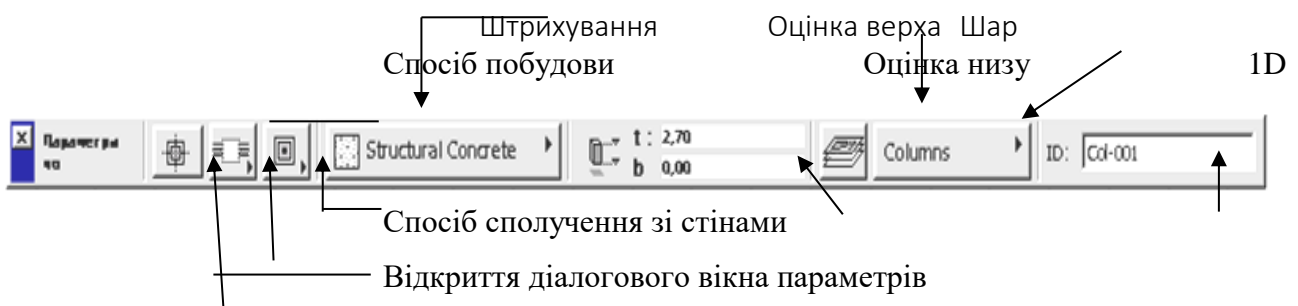 Штрихування Оцінка верха Шар
Спосіб побудови Оцінка низу 1D
Параметры
t: 2,70
Structural Concrete Columns ID: Col-001
b 0,00
Спосіб сполучення зі стінами
Відкриття діалогового вікна параметрів